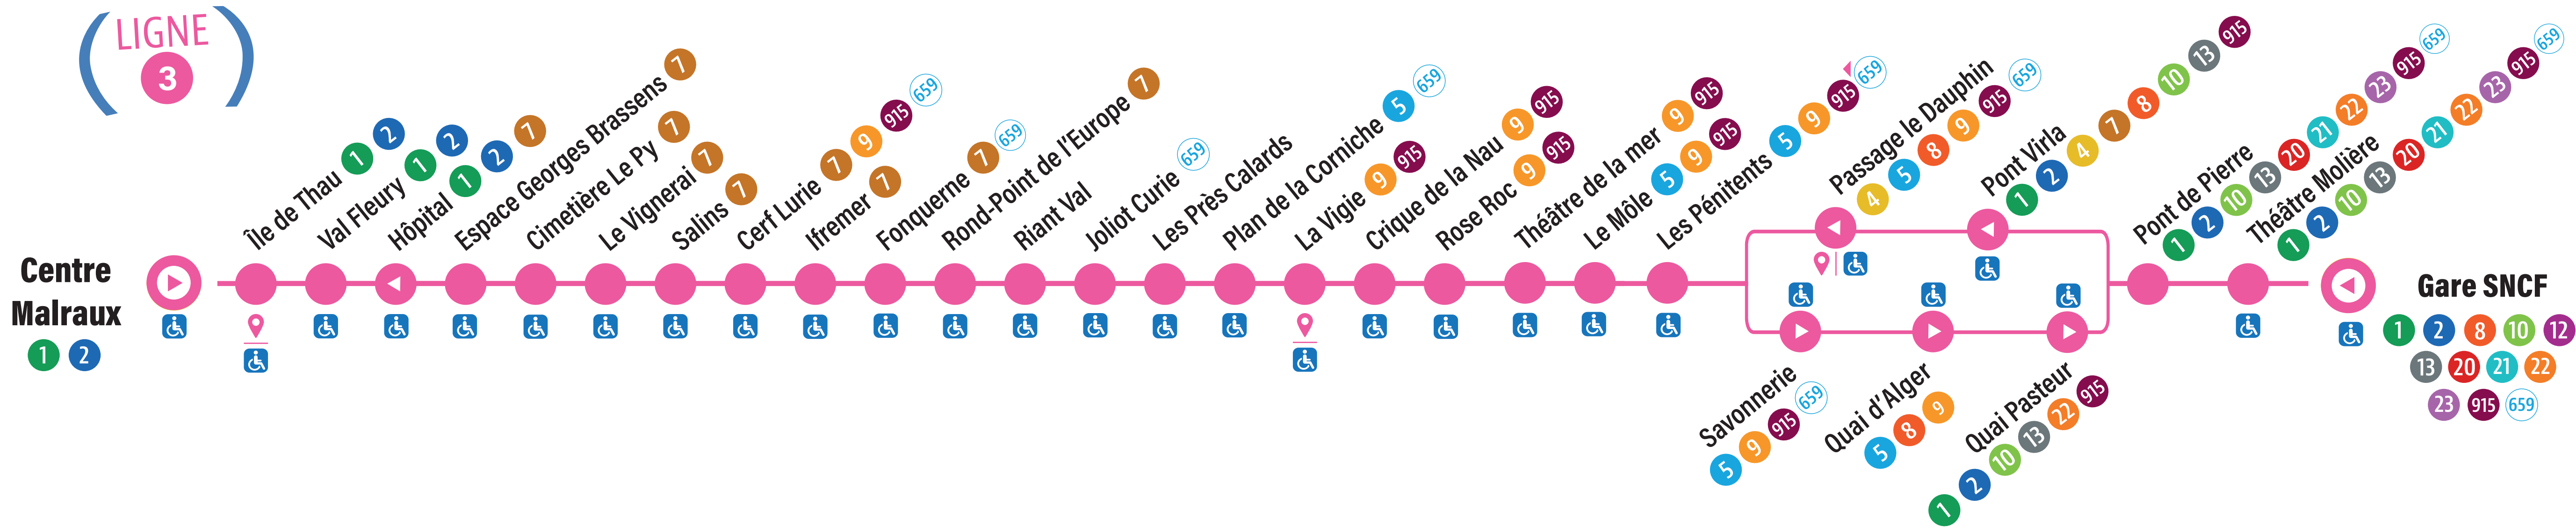 LIGNE
3
Centre
Malraux
1 2
Île de Thau 1 2
Val Fleury 1 2
Hôpital 1 2 7
Espace Georges Brassens 7
Cimetière Le Py 7
Le Vignerai 7
Salins 7
Cerf Lurie 7 9 915 659
Ifremer 7
Fonquerne 7 659
Rond-Point de l'Europe 7
Riant Val
Joliot Curie 659
Les Près Calards
Plan de la Corniche 5 659
La Vigie 9 915
Crique de la Nau 9 915
Rose Roc 9 915
Théâtre de la mer 9 915
Le Môle 5 9 915
Les Pénitents 5 9 915 659
Passage le Dauphin
4 5 8 9 915 659
Pont Virla
1 2 4 7 8 10 13 915
Savonnerie
5 9 915 659
Quai d'Alger
5 8 9
Quai Pasteur
1 2 10 13 22 915
Pont de Pierre
1 2 10 13 20 21 22 23 915 659
Théâtre Molière
1 2 10 13 20 21 22 23 915 659
Gare SNCF
1 2 8 10 12
13 20 21 22
23 915 659